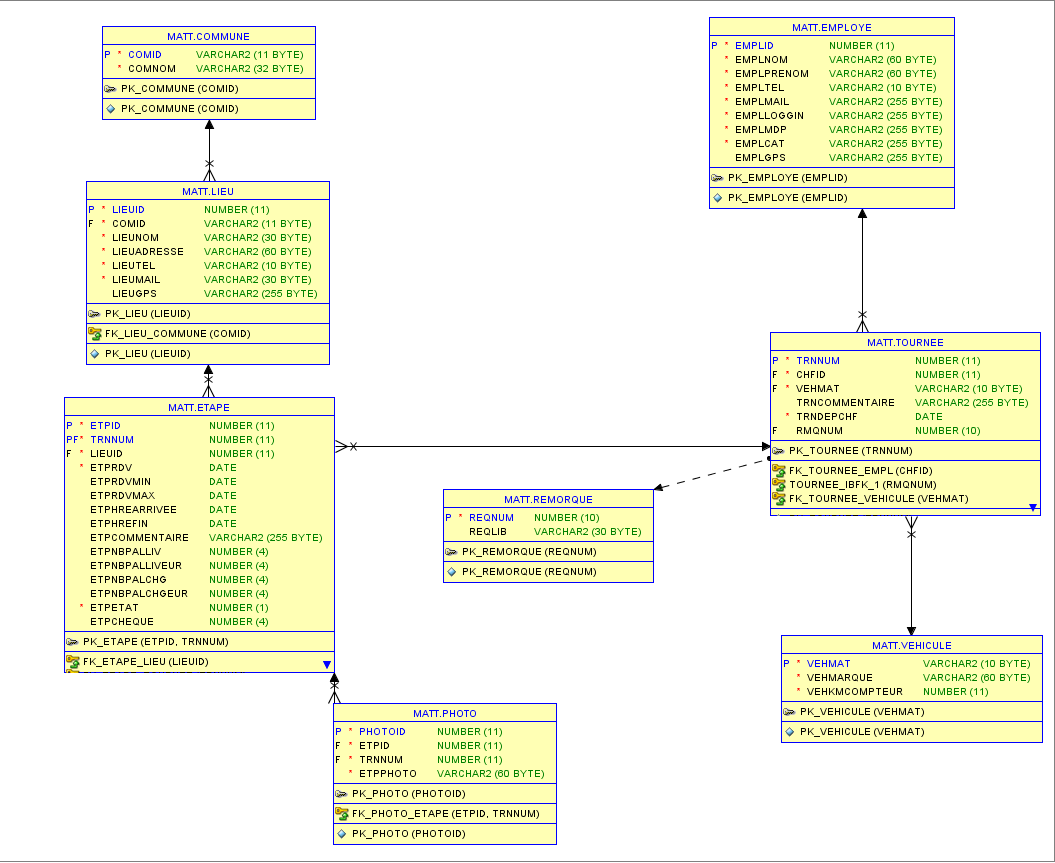 MATT.COMMUNE
P * COMID VARCHAR2 (11 BYTE)
* COMNOM VARCHAR2 (32 BYTE)
PK_COMMUNE (COMID)
PK_COMMUNE (COMID)
MATT.EMPLOYE
P * EMPLID NUMBER (11)
* EMPLNOM VARCHAR2 (60 BYTE)
* EMPLPRENOM VARCHAR2 (60 BYTE)
* EMPLTEL VARCHAR2 (10 BYTE)
* EMPLMAIL VARCHAR2 (255 BYTE)
* EMPLLOGGIN VARCHAR2 (255 BYTE)
* EMPLMDP VARCHAR2 (255 BYTE)
* EMPLCAT VARCHAR2 (255 BYTE)
EMPLGPS VARCHAR2 (255 BYTE)
PK_EMPLOYE (EMPLID)
PK_EMPLOYE (EMPLID)
MATT.LIEU
P * LIEUID NUMBER (11)
F * COMID VARCHAR2 (11 BYTE)
* LIEUNOM VARCHAR2 (30 BYTE)
* LIEUADRESSE VARCHAR2 (60 BYTE)
* LIEUTEL VARCHAR2 (10 BYTE)
* LIEUMAIL VARCHAR2 (30 BYTE)
LIEUGPS VARCHAR2 (255 BYTE)
PK_LIEU (LIEUID)
FK_LIEU_COMMUNE (COMID)
PK_LIEU (LIEUID)
MATT.TOURNEE
P * TRNNUM NUMBER (11)
F * CHFID NUMBER (11)
F * VEHMAT VARCHAR2 (10 BYTE)
TRNCOMMENTAIRE VARCHAR2 (255 BYTE)
* TRNDEPCHF DATE
F RMQNUM NUMBER (10)
PK_TOURNEE (TRNNUM)
FK_TOURNEE_EMPL (CHFID)
TOURNEE_IBFK_1 (RMQNUM)
FK_TOURNEE_VEHICULE (VEHMAT)
MATT.ETAPE
P * ETPID NUMBER (11)
PF* TRNNUM NUMBER (11)
F * LIEUID NUMBER (11)
* ETPRDV DATE
ETPRDVMIN DATE
ETPRDVMAX DATE
ETPHREARRIVEE DATE
ETPHREFIN DATE
ETPCOMMENTAIRE VARCHAR2 (255 BYTE)
ETPNBPALLIV NUMBER (4)
ETPNBPALLIVEUR NUMBER (4)
ETPNBPALCHG NUMBER (4)
ETPNBPALCHGEUR NUMBER (4)
* ETPETAT NUMBER (1)
ETPCHEQUE NUMBER (4)
PK_ETAPE (ETPID, TRNNUM)
FK_ETAPE_LIEU (LIEUID)
MATT.REMORQUE
P * REQNUM NUMBER (10)
REQLIB VARCHAR2 (30 BYTE)
PK_REMORQUE (REQNUM)
PK_REMORQUE (REQNUM)
MATT.VEHICULE
P * VEHMAT VARCHAR2 (10 BYTE)
* VEHMARQUE VARCHAR2 (60 BYTE)
* VEHKMCOMPTEUR NUMBER (11)
PK_VEHICULE (VEHMAT)
PK_VEHICULE (VEHMAT)
MATT.PHOTO
P * PHOTOID NUMBER (11)
F * ETPID NUMBER (11)
F * TRNNUM NUMBER (11)
* ETPPHOTO VARCHAR2 (60 BYTE)
PK_PHOTO (PHOTOID)
FK_PHOTO_ETAPE (ETPID, TRNNUM)
PK_PHOTO (PHOTOID)